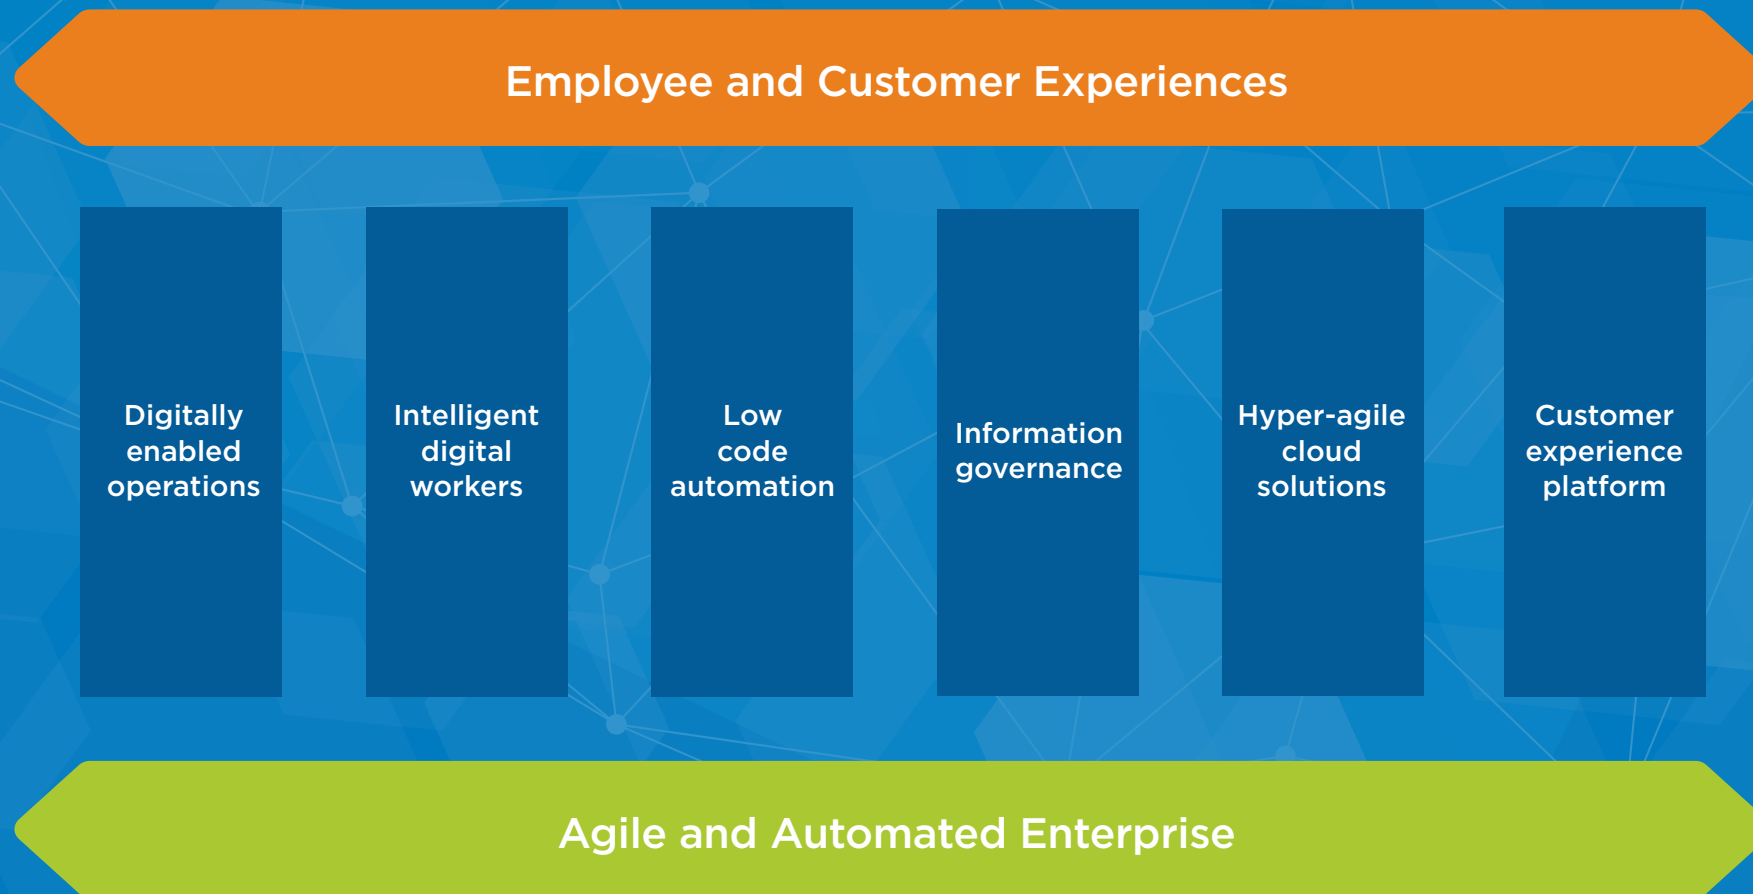 Employee and Customer Experiences
Digitally
enabled
operations
Intelligent
digital
workers
Low
code
automation
Information
governance
Hyper-agile
cloud
solutions
Customer
experience
platform
Agile and Automated Enterprise